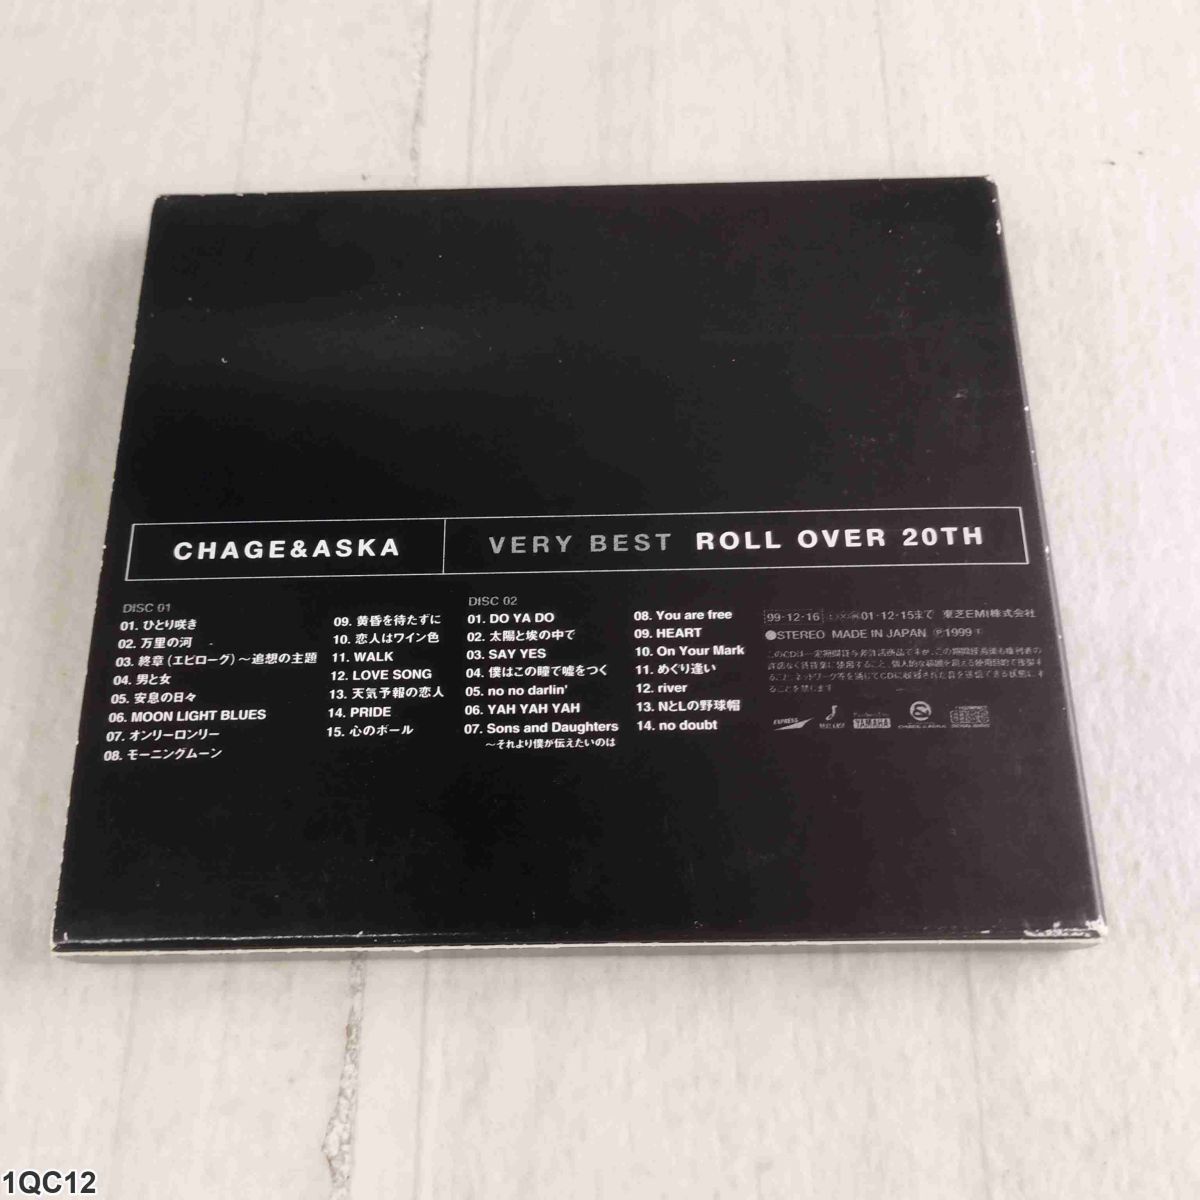 CHAGE&ASKA
VERY BEST ROLL OVER 20TH
DISC 01
01. ひとり咲き
02. 万里の河
03. 終章(エピローグ)〜追想の主題
04. 男と女
05. 安息の日々
06. MOON LIGHT BLUES
07. オンリーロンリー
08. モーニングムーン
09. 黄昏を待たずに
10. 恋人はワイン色
11. WALK
12. LOVE SONG
13. 天気予報の恋人
14. PRIDE
15. 心のボール
DISC 02
01. DO YA DO
02. 太陽と埃の中で
03. SAY YES
04. 僕はこの瞳で嘘をつく
05. no no darlin'
06. YAH YAH YAH
07. Sons and Daughters
〜それより僕が伝えたいのは
08. You are free
09. HEART
10. On Your Mark
11. めぐり逢い
12. river
13. NとLの野球帽
14. no doubt
99・12・16 01・12・15まで 東芝EMI株式会社
●STEREO MADE IN JAPAN ℗1999
EXPRESS
YAMAHA
1QC12